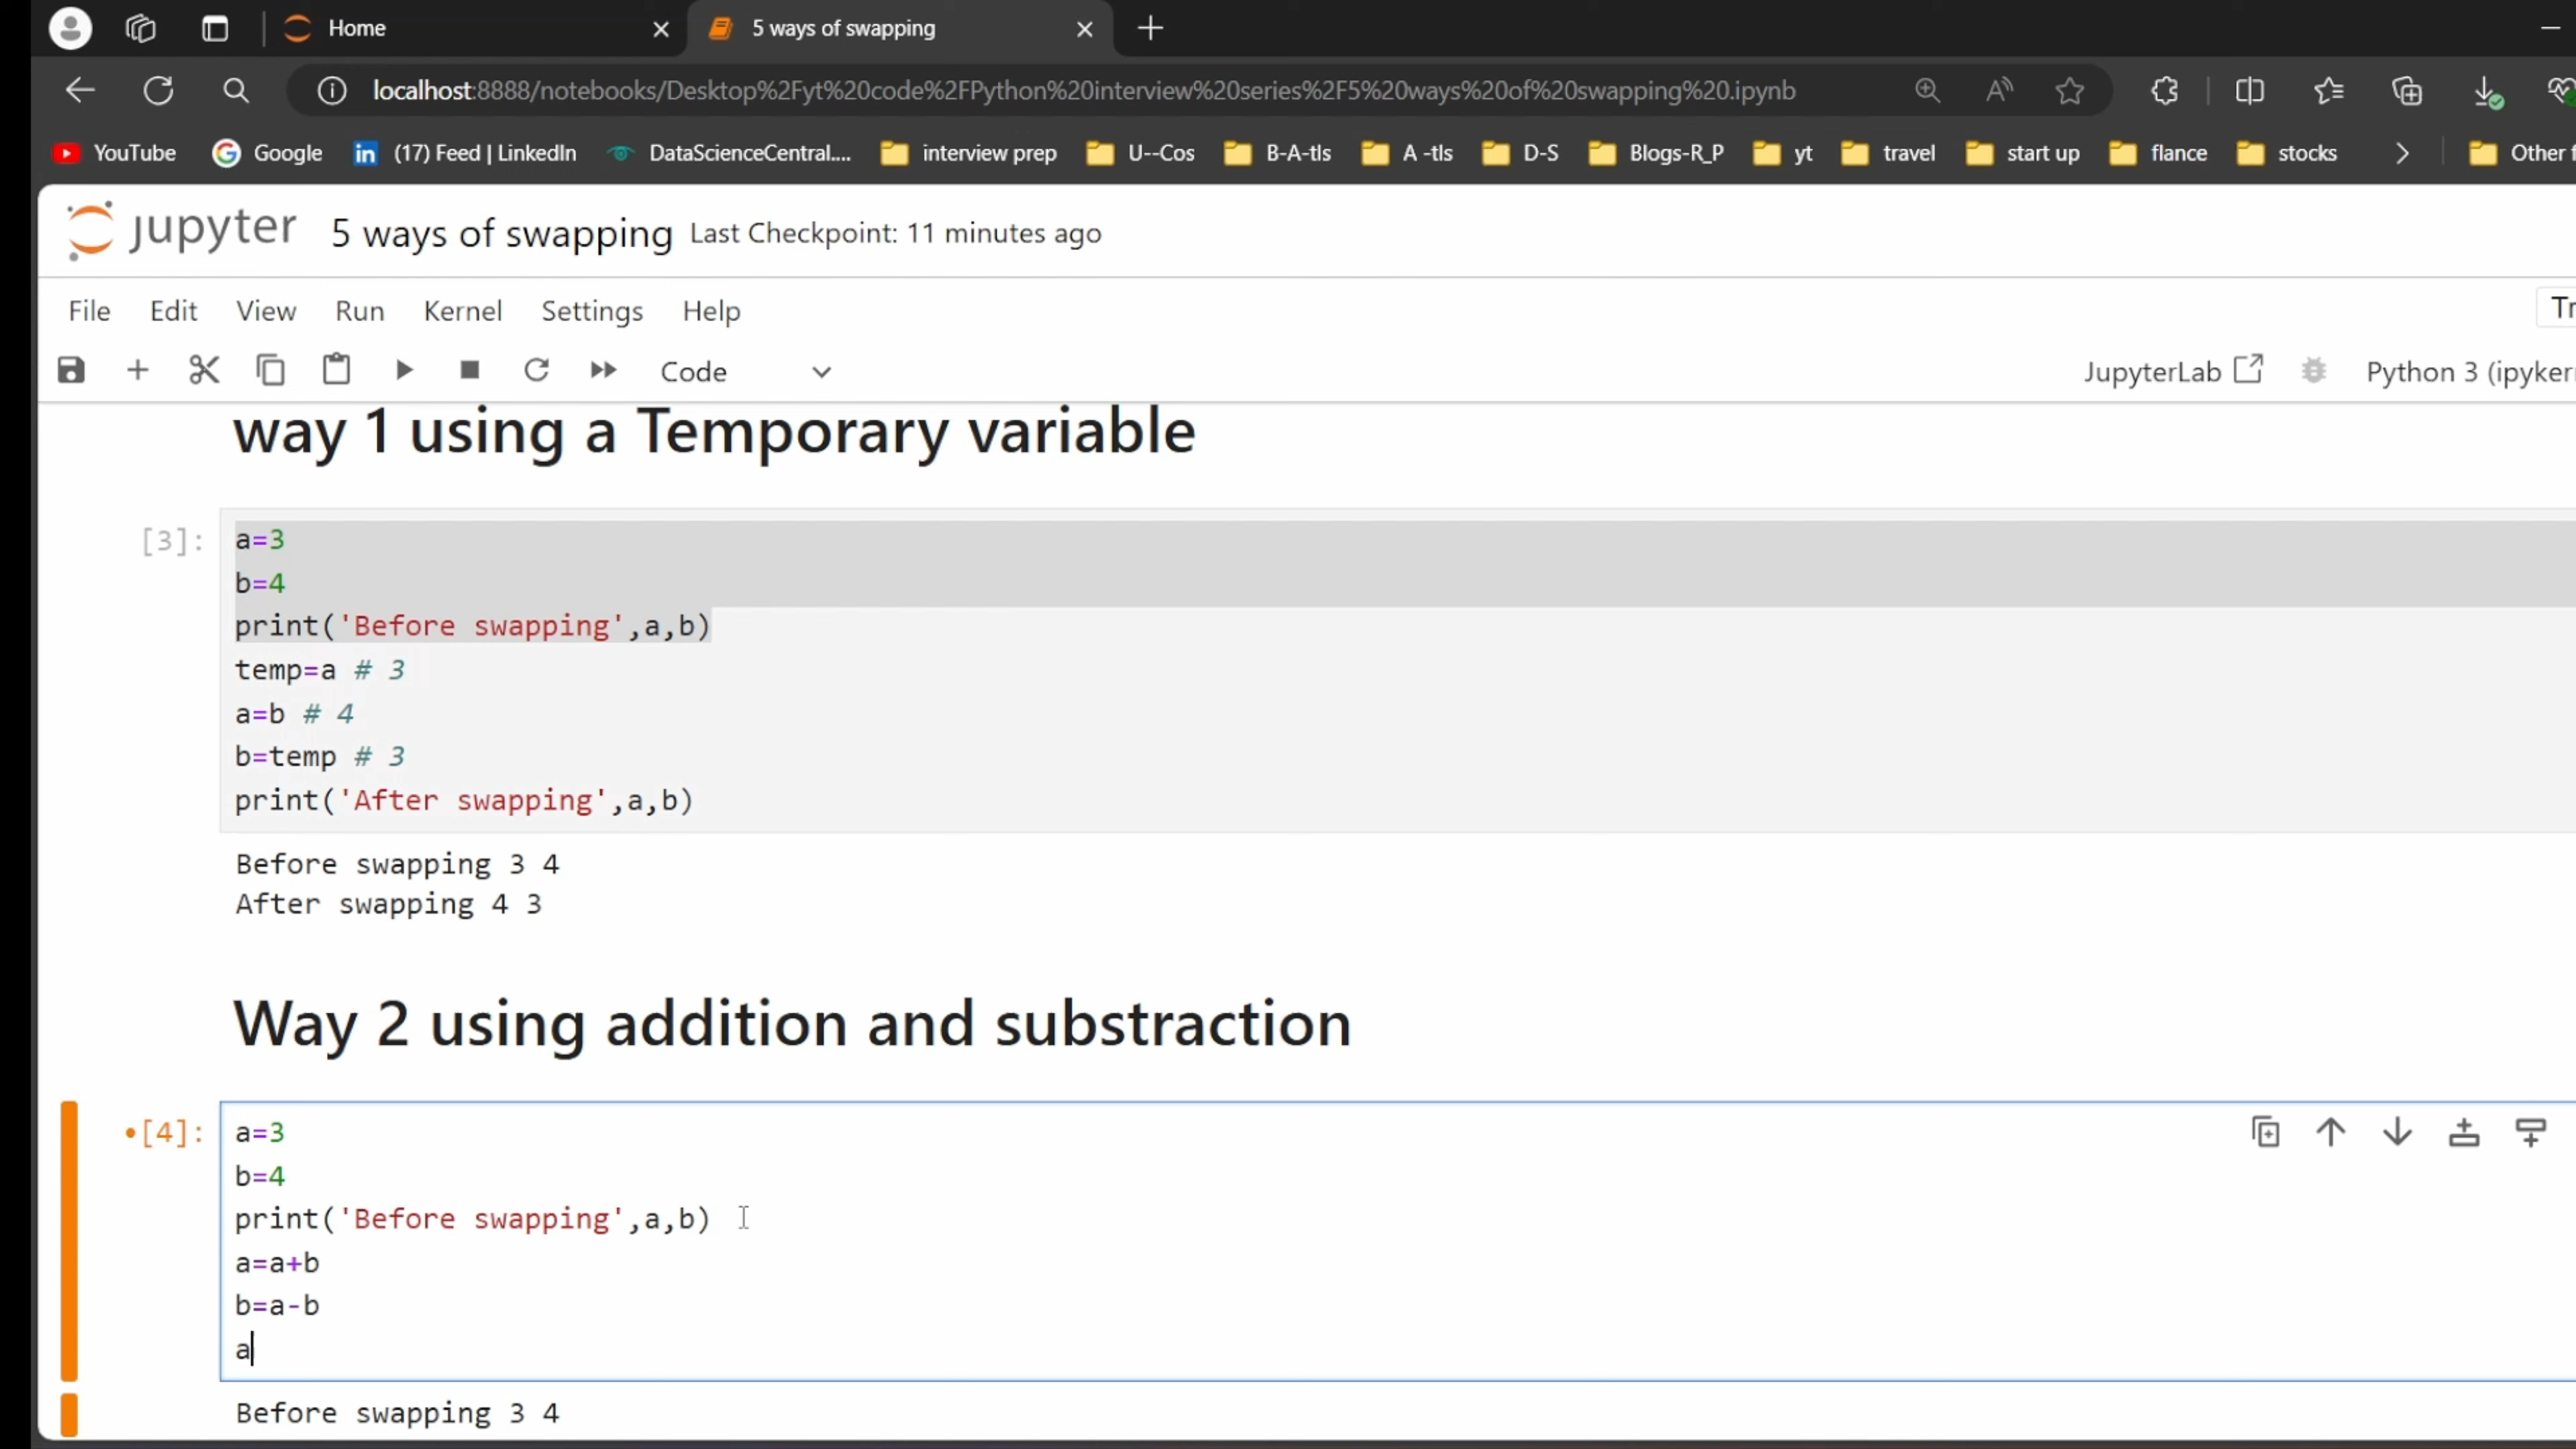 Home
5 ways of swapping
localhost:8888/notebooks/Desktop%2Fyt%20code%2FPython%20interview%20series%2F5%20ways%20of%20swapping%20.ipynb
YouTube Google (17) Feed | LinkedIn DataScienceCentral.... interview prep U--Cos B-A-tls A -tls D-S Blogs-R_P yt travel start up flance stocks Other f
jupyter 5 ways of swapping Last Checkpoint: 11 minutes ago
File Edit View Run Kernel Settings Help Tr
Code JupyterLab Python 3 (ipyker
way 1 using a Temporary variable
[3]: a=3
b=4
print('Before swapping',a,b)
temp=a # 3
a=b # 4
b=temp # 3
print('After swapping',a,b)
Before swapping 3 4
After swapping 4 3
Way 2 using addition and substraction
•[4]: a=3
b=4
print('Before swapping',a,b)
a=a+b
b=a-b
a
Before swapping 3 4